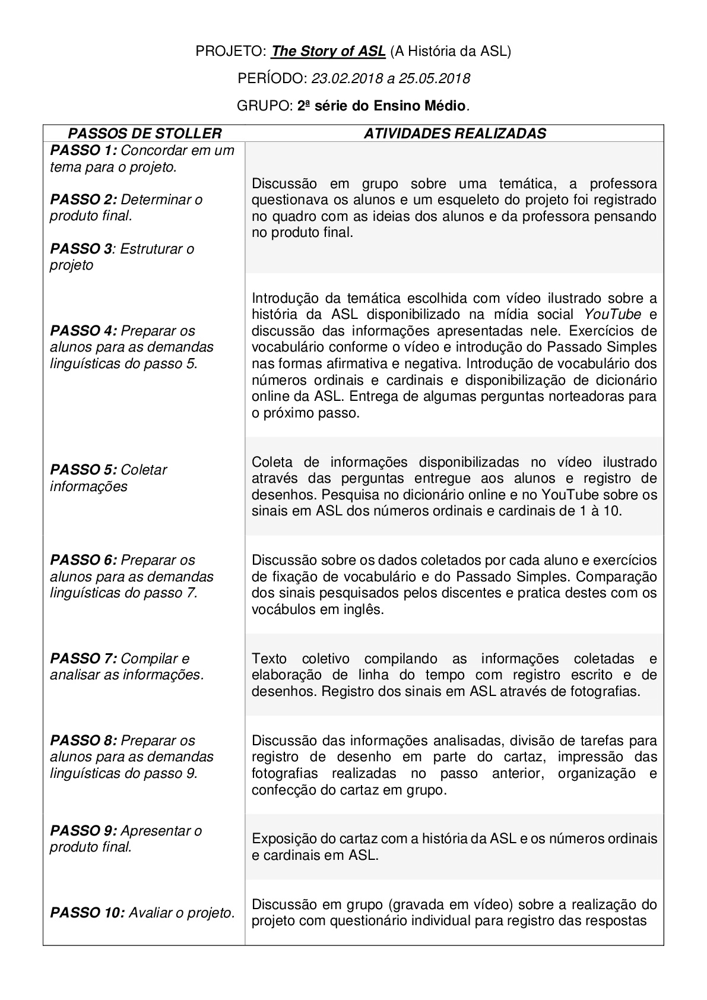 PROJETO: The Story of ASL (A História da ASL)
PERÍODO: 23.02.2018 a 25.05.2018
GRUPO: 2ª série do Ensino Médio.
PASSOS DE STOLLER
ATIVIDADES REALIZADAS
PASSO 1: Concordar em um
tema para o projeto.
PASSO 2: Determinar o
produto final.
PASSO 3: Estruturar o
projeto
Discussão em grupo sobre uma temática, a professora
questionava os alunos e um esqueleto do projeto foi registrado
no quadro com as ideias dos alunos e da professora pensando
no produto final.
PASSO 4: Preparar os
alunos para as demandas
linguísticas do passo 5.
Introdução da temática escolhida com vídeo ilustrado sobre a
história da ASL disponibilizado na mídia social YouTube e
discussão das informações apresentadas nele. Exercícios de
vocabulário conforme o vídeo e introdução do Passado Simples
nas formas afirmativa e negativa. Introdução de vocabulário dos
números ordinais e cardinais e disponibilização de dicionário
online da ASL. Entrega de algumas perguntas norteadoras para
o próximo passo.
PASSO 5: Coletar
informações
Coleta de informações disponibilizadas no vídeo ilustrado
através das perguntas entregue aos alunos e registro de
desenhos. Pesquisa no dicionário online e no YouTube sobre os
sinais em ASL dos números ordinais e cardinais de 1 à 10.
PASSO 6: Preparar os
alunos para as demandas
linguísticas do passo 7.
Discussão sobre os dados coletados por cada aluno e exercícios
de fixação de vocabulário e do Passado Simples. Comparação
dos sinais pesquisados pelos discentes e pratica destes com os
vocábulos em inglês.
PASSO 7: Compilar e
analisar as informações.
Texto coletivo compilando as informações coletadas e
elaboração de linha do tempo com registro escrito e de
desenhos. Registro dos sinais em ASL através de fotografias.
PASSO 8: Preparar os
alunos para as demandas
linguísticas do passo 9.
Discussão das informações analisadas, divisão de tarefas para
registro de desenho em parte do cartaz, impressão das
fotografias realizadas no passo anterior, organização e
confecção do cartaz em grupo.
PASSO 9: Apresentar o
produto final.
Exposição do cartaz com a história da ASL e os números ordinais
e cardinais em ASL.
PASSO 10: Avaliar o projeto.
Discussão em grupo (gravada em vídeo) sobre a realização do
projeto com questionário individual para registro das respostas